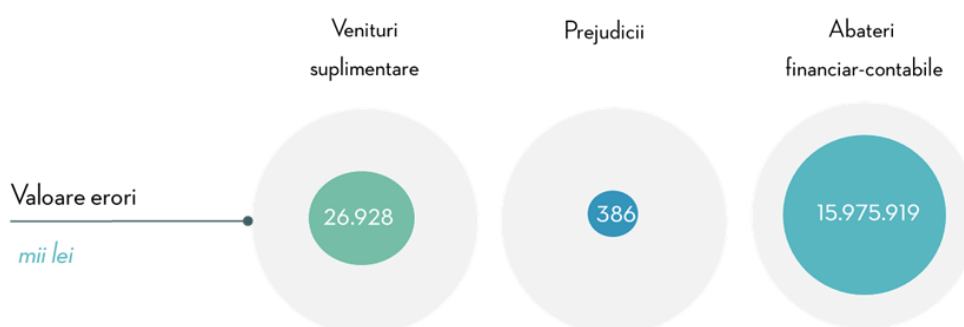 Venituri
suplimentare
Prejudicii
Abateri
financiar-contabile
Valoare erori
mii lei
26.928
386
15.975.919